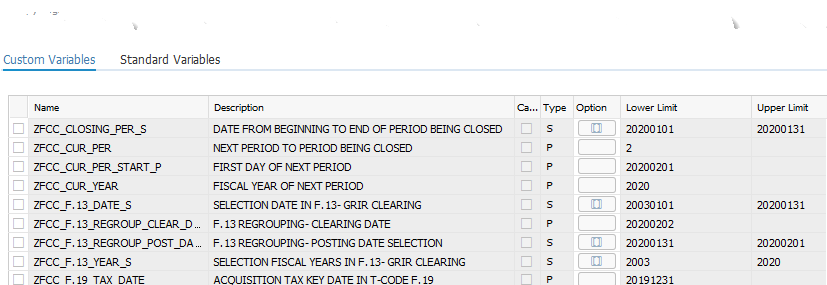 Custom Variables Standard Variables
Name Description Ca... Type Option Lower Limit Upper Limit
ZFCC_CLOSING_PER_S DATE FROM BEGINNING TO END OF PERIOD BEING CLOSED S 20200101 20200131
ZFCC_CUR_PER NEXT PERIOD TO PERIOD BEING CLOSED P 2
ZFCC_CUR_PER_START_P FIRST DAY OF NEXT PERIOD P 20200201
ZFCC_CUR_YEAR FISCAL YEAR OF NEXT PERIOD P 2020
ZFCC_F.13_DATE_S SELECTION DATE IN F.13- GRIR CLEARING S 20030101 20200131
ZFCC_F.13_REGROUP_CLEAR_D... F.13 REGROUPING- CLEARING DATE P 20200202
ZFCC_F.13_REGROUP_POST_DA... F.13 REGROUPING- POSTING DATE SELECTION S 20200131 20200201
ZFCC_F.13_YEAR_S SELECTION FISCAL YEARS IN F.13- GRIR CLEARING S 2003 2020
ZFCC_F.19_TAX_DATE ACQUISITION TAX KEY DATE IN T-CODE F.19 P 20191231